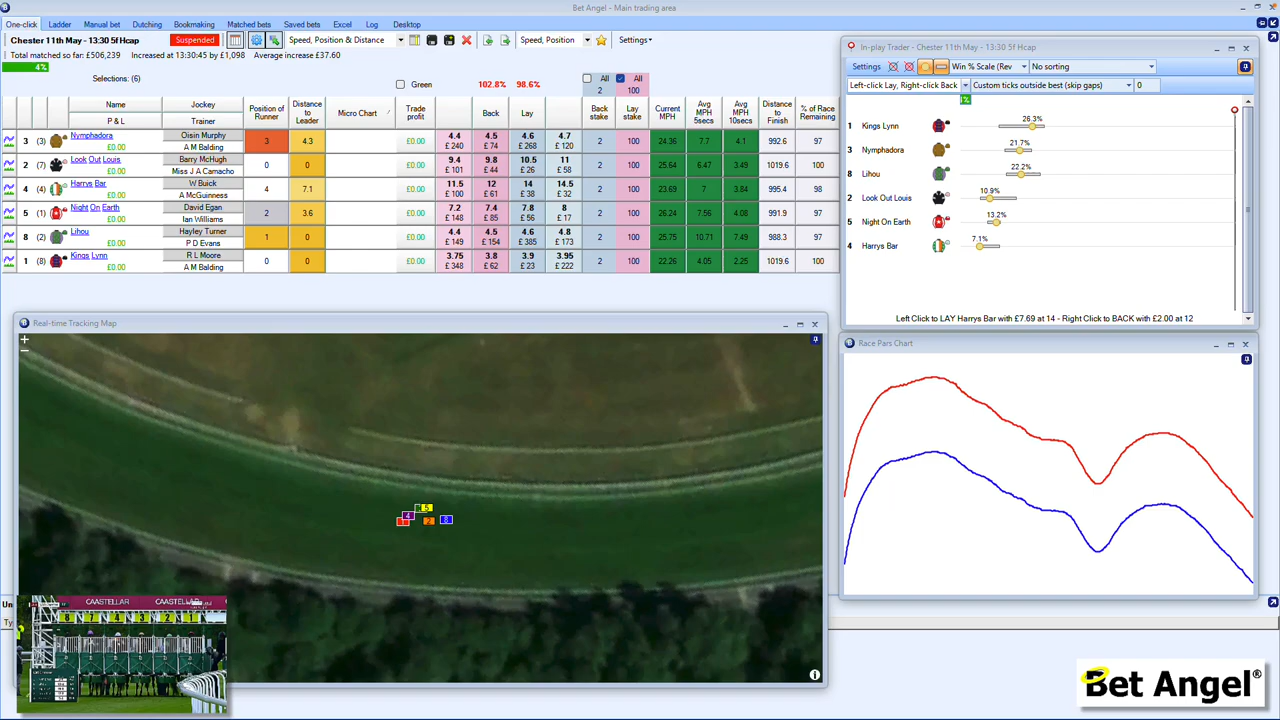 Bet Angel - Main trading area
One-click Ladder Manual bet Dutching Bookmaking Matched bets Saved bets Excel Log Desktop
Chester 11th May - 13:30 5f Hcap Suspended Speed, Position & Distance Speed, Position Settings
Total matched so far: £506,239 Increased at 13:30:45 by £1,098 Average increase £37.60
4%
Selections: (6) Green 102.8% 98.6% All 2 All 100
Name P & L Jockey Trainer Position of Runner Distance to Leader Micro Chart Trade profit Back Lay Back stake Lay stake Current MPH Avg MPH 5secs Avg MPH 10secs Distance to Finish % of Race Remaining
3 (3) Nymphadora Oisin Murphy 3 4.3 £0.00 4.4 4.5 4.6 4.7 2 100 24.36 7.7 4.1 992.6 97
£0.00 A M Balding £ 240 £ 74 £ 268 £ 120
2 (7) Look Out Louis Barry McHugh 0 0 £0.00 9.4 9.8 10.5 11 2 100 25.64 6.47 3.49 1019.6 100
£0.00 Miss J A Camacho £ 101 £ 44 £ 26 £ 58
4 (4) Harrys Bar W Buick 4 7.1 £0.00 11.5 12 14 14.5 2 100 23.69 7 3.84 995.4 98
£0.00 A McGuinness £ 100 £ 61 £ 38 £ 32
5 (1) Night On Earth David Egan 2 3.6 £0.00 7.2 7.4 7.8 8 2 100 26.24 7.56 4.08 991.9 97
£0.00 Ian Williams £ 148 £ 85 £ 56 £ 17
8 (2) Lihou Hayley Turner 1 0 £0.00 4.4 4.5 4.6 4.8 2 100 25.75 10.71 7.49 988.3 97
£0.00 P D Evans £ 149 £ 154 £ 385 £ 173
1 (8) Kings Lynn R L Moore 0 0 £0.00 3.75 3.8 3.9 3.95 2 100 22.26 4.05 2.25 1019.6 100
£0.00 A M Balding £ 348 £ 62 £ 23 £ 222
In-play Trader - Chester 11th May - 13:30 5f Hcap
Settings Win % Scale (Rev No sorting
Left-click Lay, Right-click Back Custom ticks outside best (skip gaps) 0
1 Kings Lynn 26.3%
3 Nymphadora 21.7%
8 Lihou 22.2%
2 Look Out Louis 10.9%
5 Night On Earth 13.2%
4 Harrys Bar 7.1%
Left Click to LAY Harrys Bar with £7.69 at 14 - Right Click to BACK with £2.00 at 12
Real-time Tracking Map
4 5
1 2 8
Race Pars Chart
CAASTELLAR CAASTELLAR
8 7 4 3 2 1
Bet Angel®